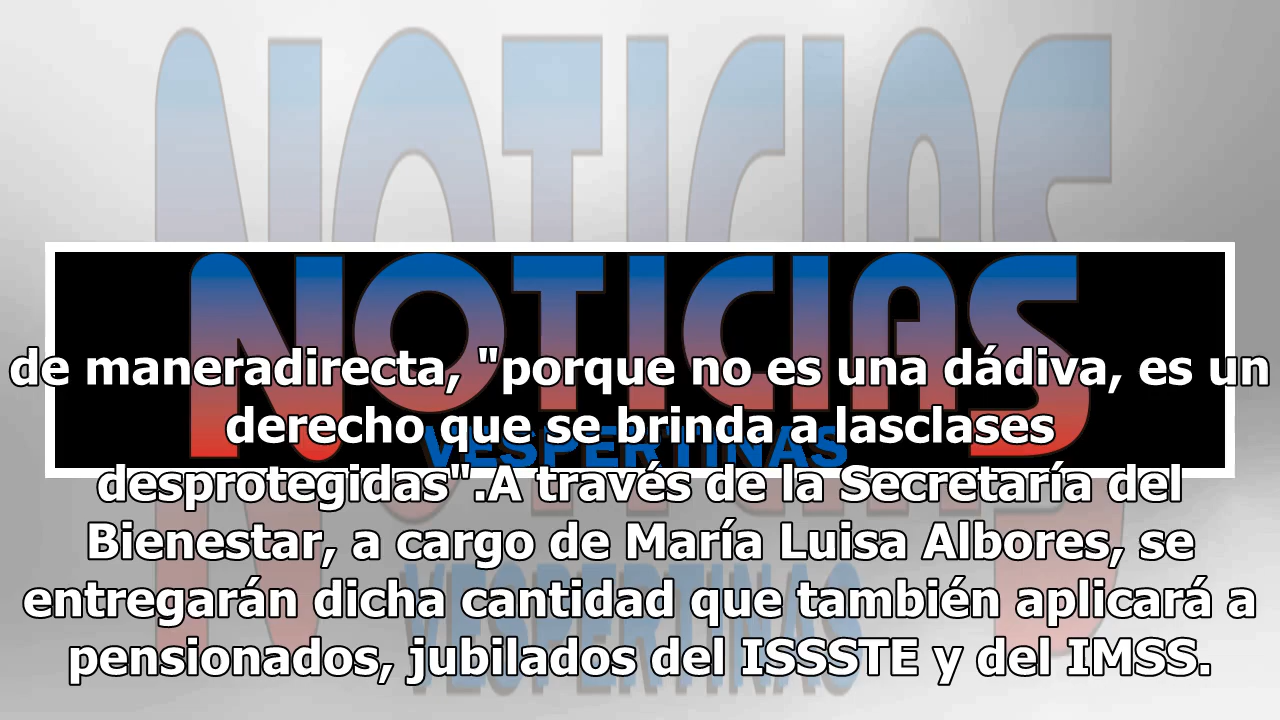 NOTICIAS
NOTICIAS
VESPERTINAS
de maneradirecta, "porque no es una dádiva, es un
derecho que se brinda a lasclases
desprotegidas".A través de la Secretaría del
Bienestar, a cargo de María Luisa Albores, se
entregarán dicha cantidad que también aplicará a
pensionados, jubilados del ISSSTE y del IMSS.
VESPERTINAS